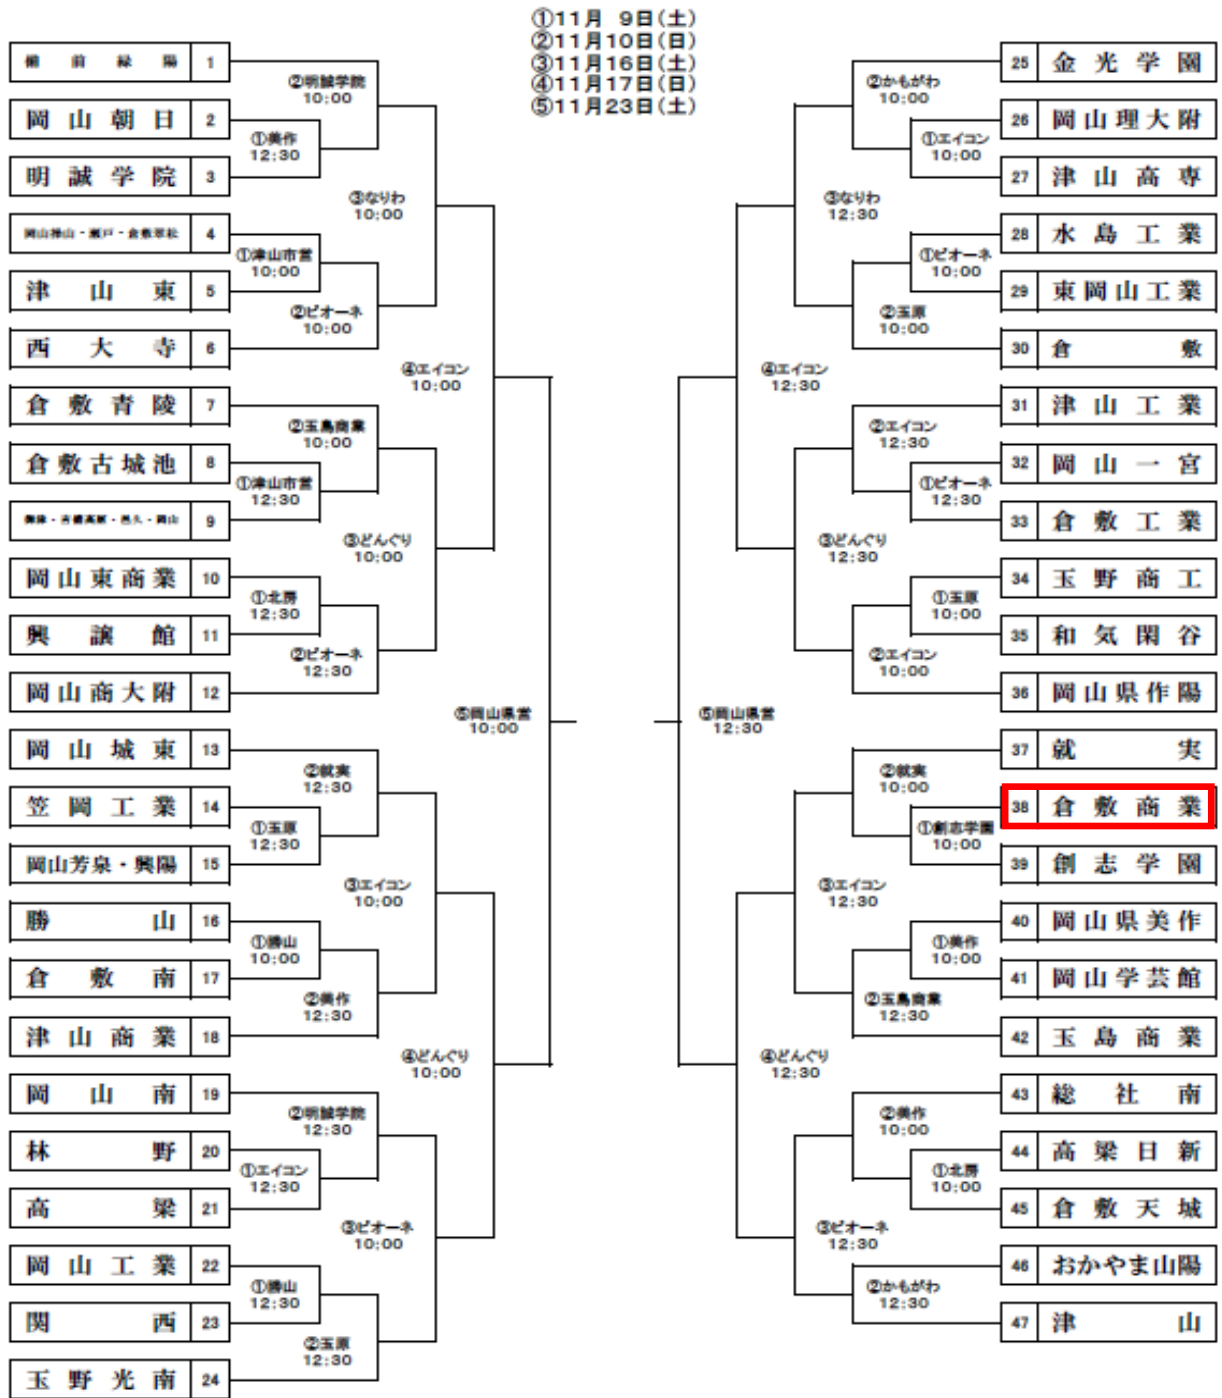 ①11月 9日(土)
②11月10日(日)
③11月16日(土)
④11月17日(日)
⑤11月23日(土)
備前緑陽 1
岡山朝日 2
明誠学院 3
岡山操山・瀬戸・倉敷翠松 4
津山東 5
西大寺 6
倉敷青陵 7
倉敷古城池 8
御津・吉備高原・邑久・岡山 9
岡山東商業 10
興譲館 11
岡山商大附 12
岡山城東 13
笠岡工業 14
岡山芳泉・興陽 15
勝山 16
倉敷南 17
津山商業 18
岡山南 19
林野 20
高梁 21
岡山工業 22
関西 23
玉野光南 24
②明誠学院
10:00
①美作
12:30
③なりわ
10:00
①津山市営
10:00
②ピオーネ
10:00
④エイコン
10:00
②玉島商業
10:00
①津山市営
12:30
③どんぐり
10:00
①北房
12:30
②ピオーネ
12:30
⑤岡山県営
10:00
②就実
12:30
①玉原
12:30
③エイコン
10:00
①勝山
10:00
②美作
12:30
④どんぐり
10:00
②明誠学院
12:30
①エイコン
12:30
③ピオーネ
10:00
①勝山
12:30
②玉原
12:30
②かもがわ
10:00
①エイコン
10:00
③なりわ
12:30
①ピオーネ
10:00
②玉原
10:00
④エイコン
12:30
②エイコン
12:30
①ピオーネ
12:30
③どんぐり
12:30
①玉原
10:00
②エイコン
10:00
⑤岡山県営
12:30
②就実
10:00
①創志学園
10:00
③エイコン
12:30
①美作
10:00
②玉島商業
12:30
④どんぐり
12:30
②美作
10:00
①北房
10:00
③ピオーネ
12:30
②かもがわ
12:30
25 金光学園
26 岡山理大附
27 津山高専
28 水島工業
29 東岡山工業
30 倉敷
31 津山工業
32 岡山一宮
33 倉敷工業
34 玉野商工
35 和気閑谷
36 岡山県作陽
37 就実
38 倉敷商業
39 創志学園
40 岡山県美作
41 岡山学芸館
42 玉島商業
43 総社南
44 高梁日新
45 倉敷天城
46 おかやま山陽
47 津山